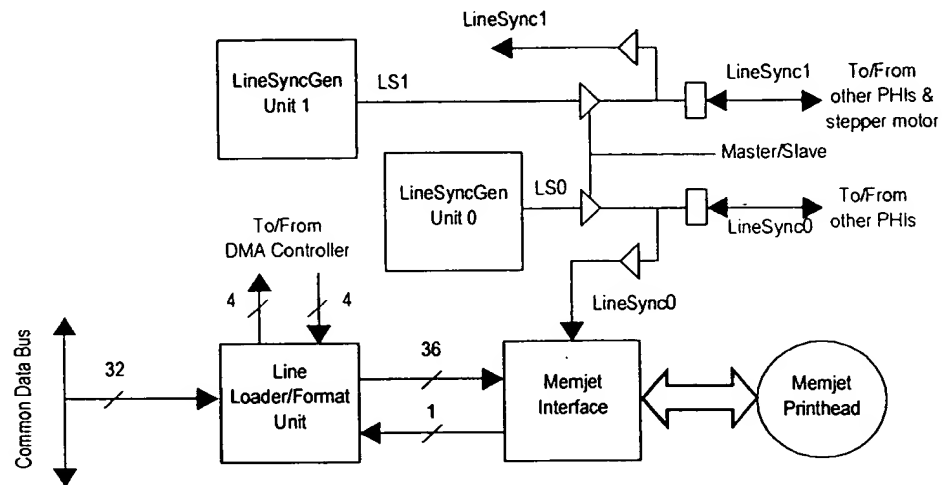 LineSync1
LineSyncGen
Unit 1
LS1
LineSync1
To/From
other PHIs &
stepper motor
Master/Slave
LineSyncGen
Unit 0
LS0
LineSync0
To/From
other PHIs
To/From
DMA Controller
4
4
LineSync0
Common Data Bus
32
Line
Loader/Format
Unit
36
1
Memjet
Interface
Memjet
Printhead